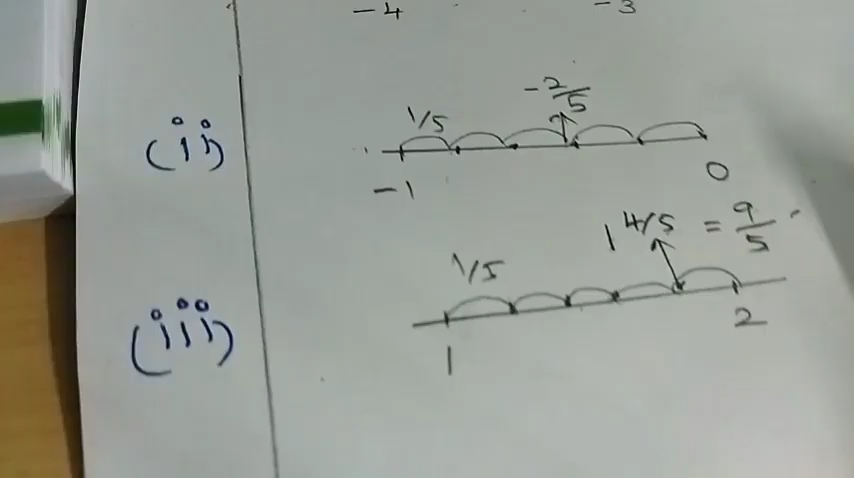 -4 -3
(ii) 1/5 -2/5
-1 0
(iii) 1/5 1 4/5 = 9/5
1 2